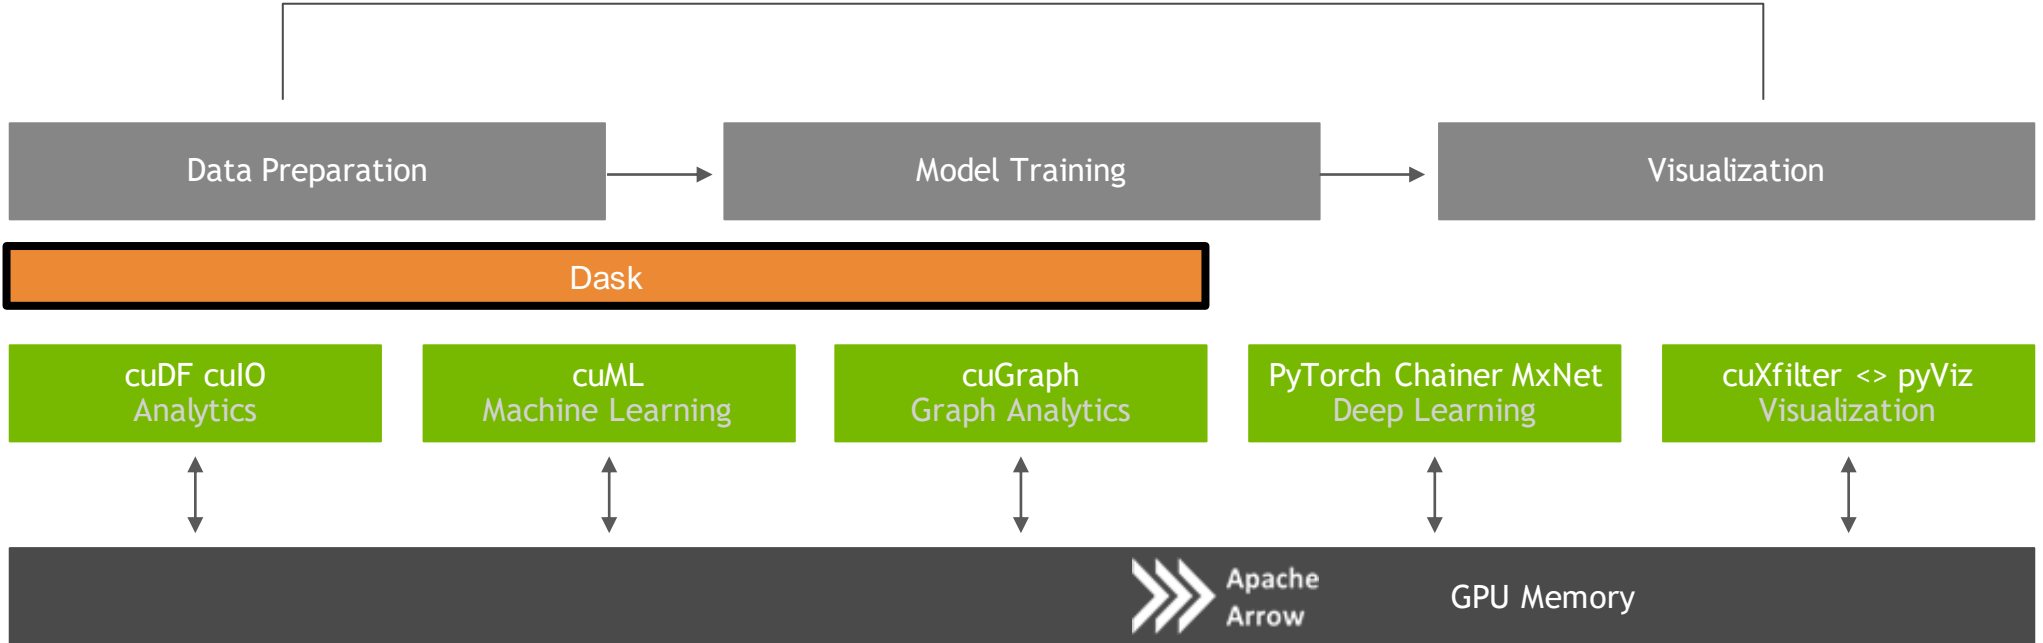 Data Preparation
Model Training
Visualization
Dask
cuDF cuIO
Analytics
cuML
Machine Learning
cuGraph
Graph Analytics
PyTorch Chainer MxNet
Deep Learning
cuXfilter <> pyViz
Visualization
Apache
Arrow
GPU Memory